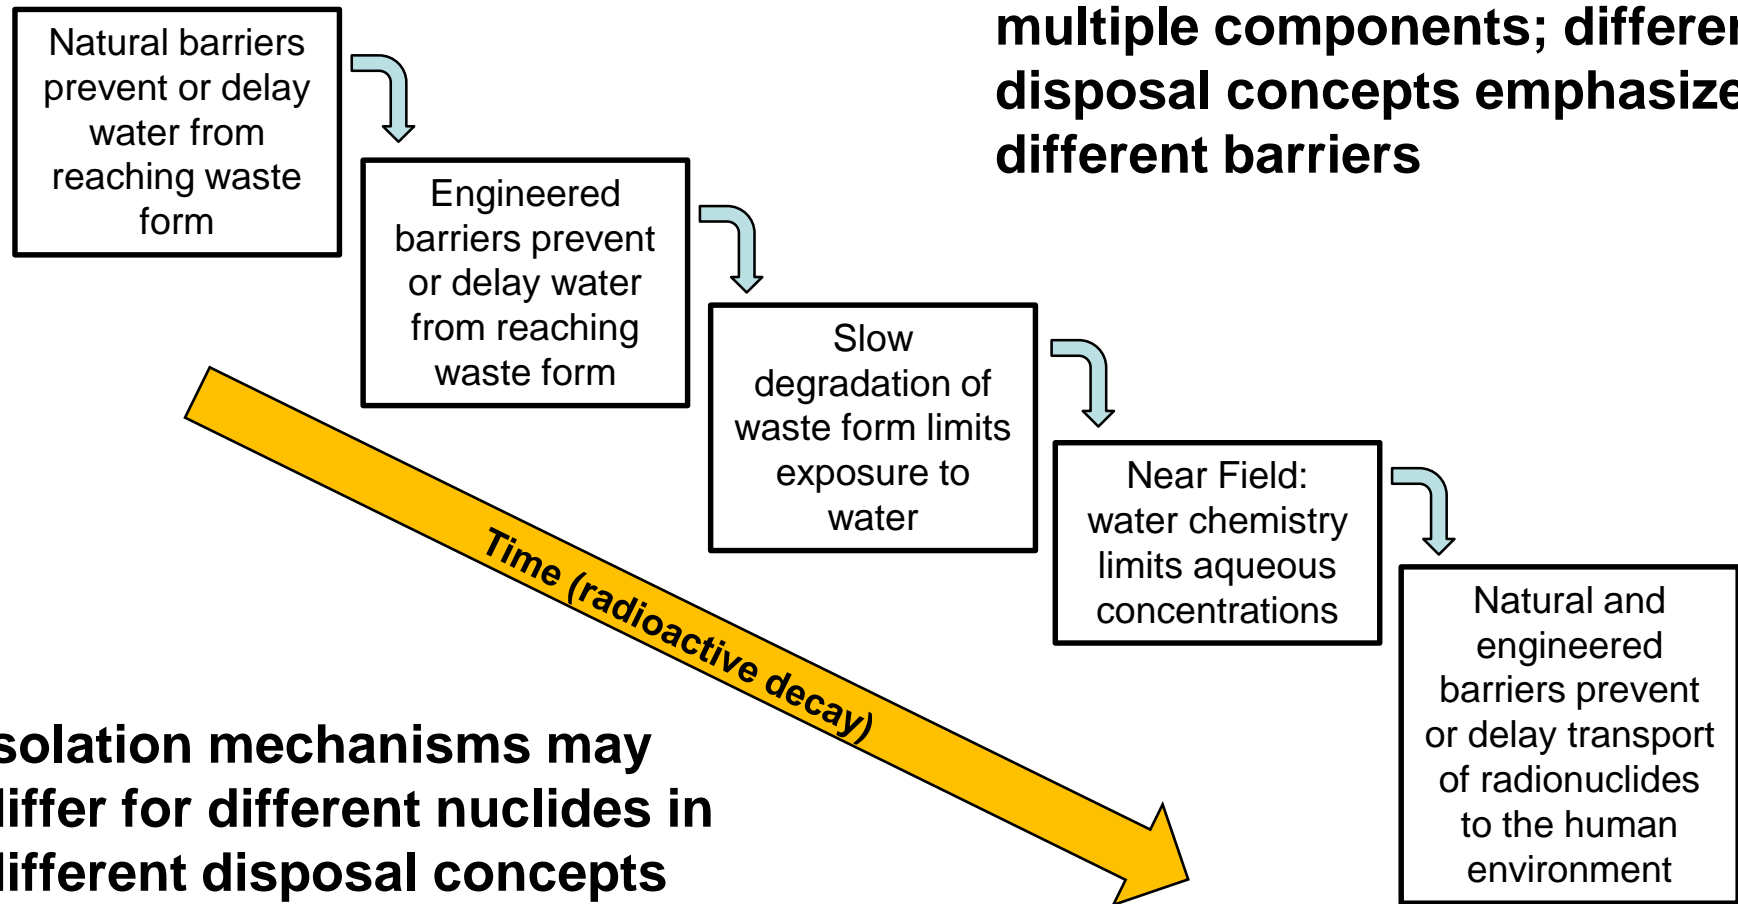 Natural barriers
prevent or delay
water from
reaching waste
form
multiple components;
disposal concepts emphasize
different barriers
Engineered
barriers prevent
or delay water
from reaching
waste form
Slow
degradation of
waste form limits
exposure to
water
Near Field:
water chemistry
limits aqueous
concentrations
Natural and
engineered
barriers prevent
or delay transport
of radionuclides
to the human
environment
Time (radioactive decay)
solation mechanisms may
differ for different nuclides in
different disposal concepts